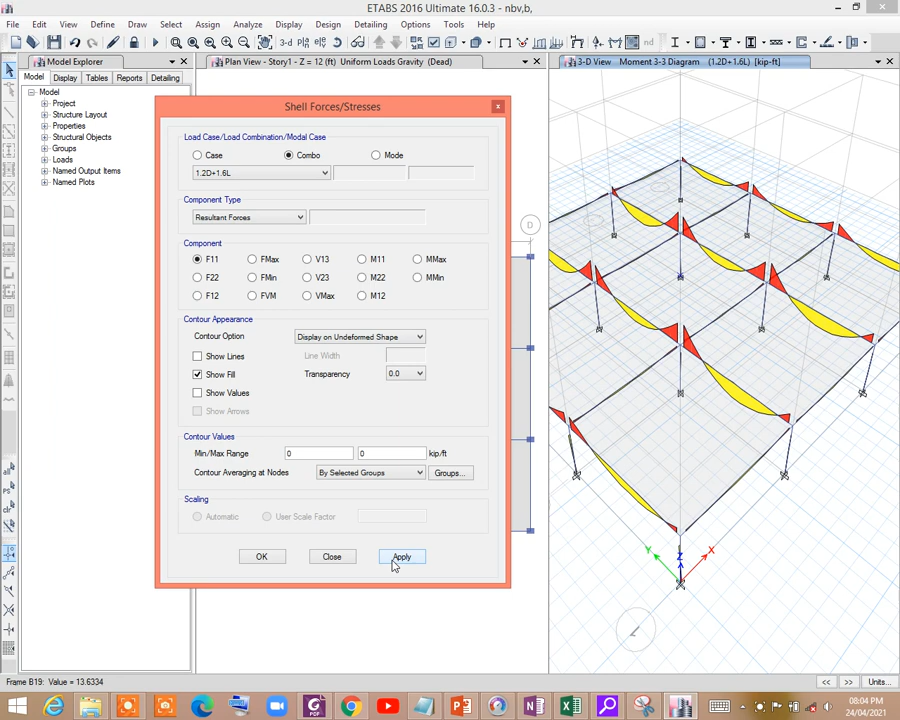 ETABS 2016 Ultimate 16.0.3 - nbv,b,
File Edit View Define Draw Select Assign Analyze Display Design Detailing Options Tools Help
3-d nd
Model Explorer
Plan View - Story1 - Z = 12 (ft) Uniform Loads Gravity (Dead)
3-D View Moment 3-3 Diagram (1.2D+1.6L) [kip-ft]
Model Display Tables Reports Detailing
Model
Project
Structure Layout
Properties
Structural Objects
Groups
Loads
Named Output Items
Named Plots
Shell Forces/Stresses
Load Case/Load Combination/Modal Case
Case Combo Mode
1.2D+1.6L
Component Type
Resultant Forces
Component
F11 FMax V13 M11 MMax
F22 FMin V23 M22 MMin
F12 FVM VMax M12
Contour Appearance
Contour Option Display on Undeformed Shape
Show Lines Line Width
Show Fill Transparency 0.0
Show Values
Show Arrows
Contour Values
Min/Max Range 0 0 kip/ft
Contour Averaging at Nodes By Selected Groups Groups...
Scaling
Automatic User Scale Factor
OK Close Apply
D
Y Z X
Frame B19: Value = 13.6334
<< >> Units...
08:04 PM
24/04/2021